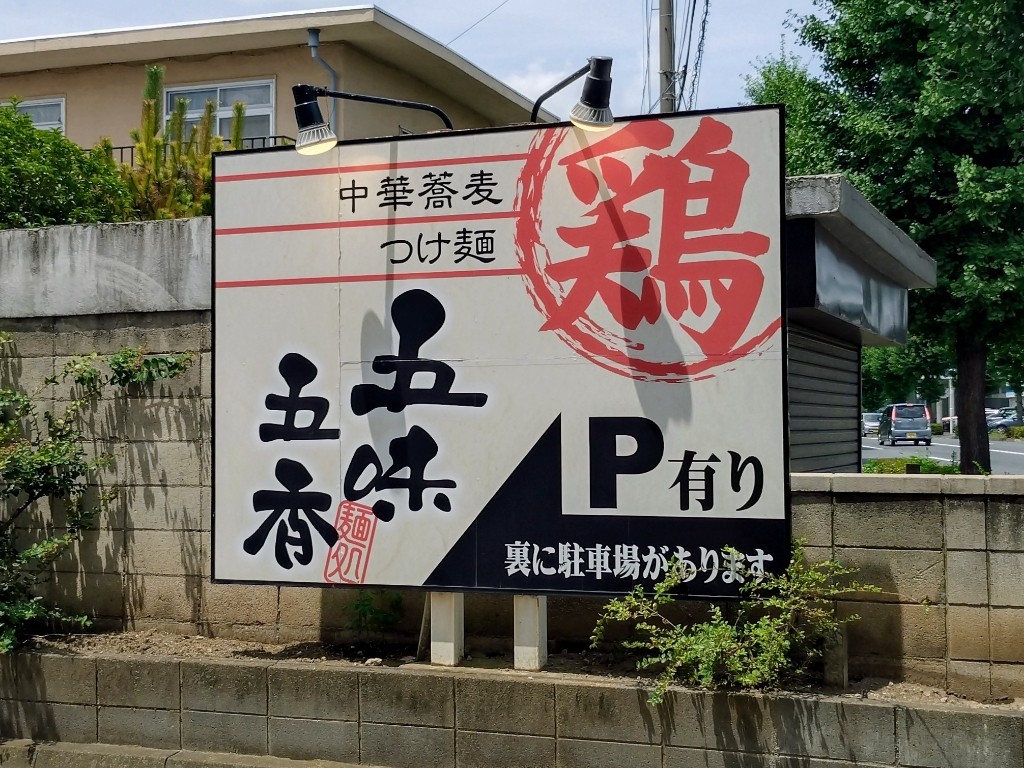 中華蕎麦
つけ麺
鶏
五味
五香
麺処
P有り
裏に駐車場があります